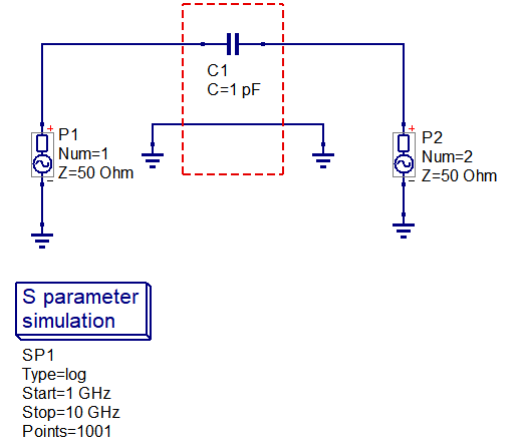 C1
C=1 pF
+
P1
Num=1
Z=50 Ohm
−
+
P2
Num=2
Z=50 Ohm
−
S parameter
simulation
SP1
Type=log
Start=1 GHz
Stop=10 GHz
Points=1001